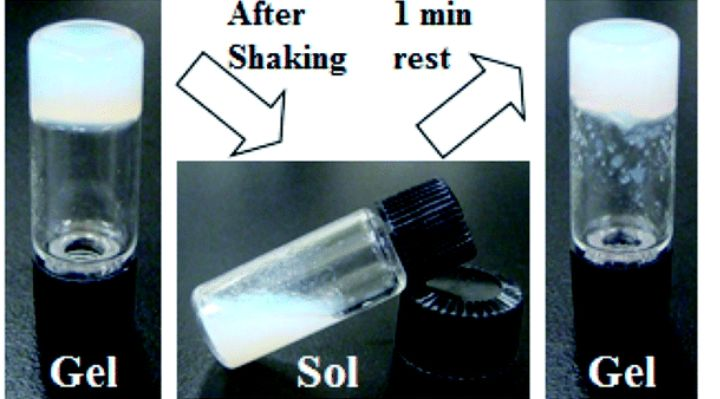 After
Shaking
1 min
rest
Gel
Sol
Gel